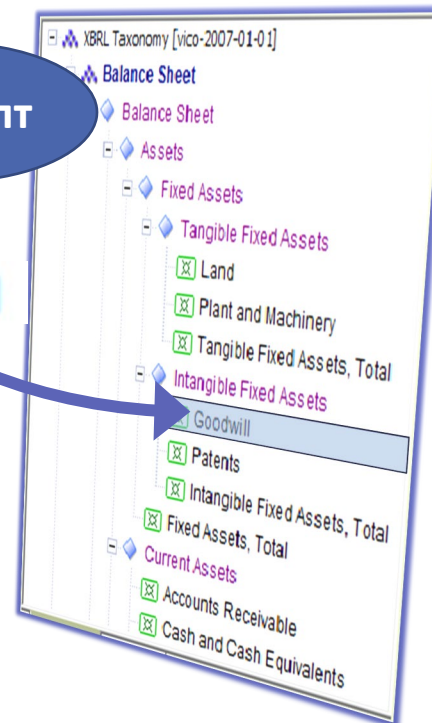 XBRL Taxonomy [vico-2007-01-01]
Balance Sheet
Balance Sheet
Assets
Fixed Assets
Tangible Fixed Assets
Land
Plant and Machinery
Tangible Fixed Assets, Total
Intangible Fixed Assets
Goodwill
Patents
Intangible Fixed Assets, Total
Fixed Assets, Total
Current Assets
Accounts Receivable
Cash and Cash Equivalents